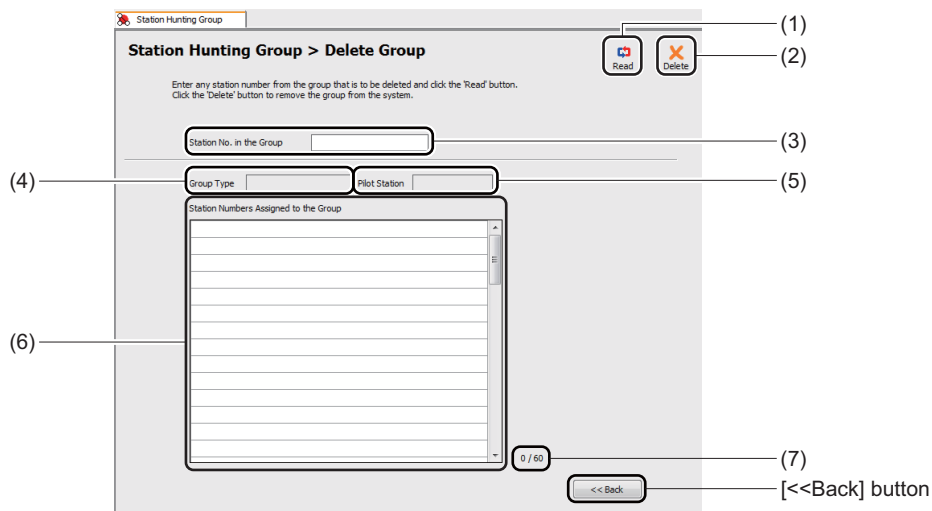 Station Hunting Group
(1)
Station Hunting Group > Delete Group
Read
Delete
(2)
Enter any station number from the group that is to be deleted and click the 'Read' button.
Click the 'Delete' button to remove the group from the system.
Station No. in the Group
(3)
(4)
Group Type
Pilot Station
(5)
Station Numbers Assigned to the Group
(6)
0 / 60
(7)
<< Back
[<<Back] button